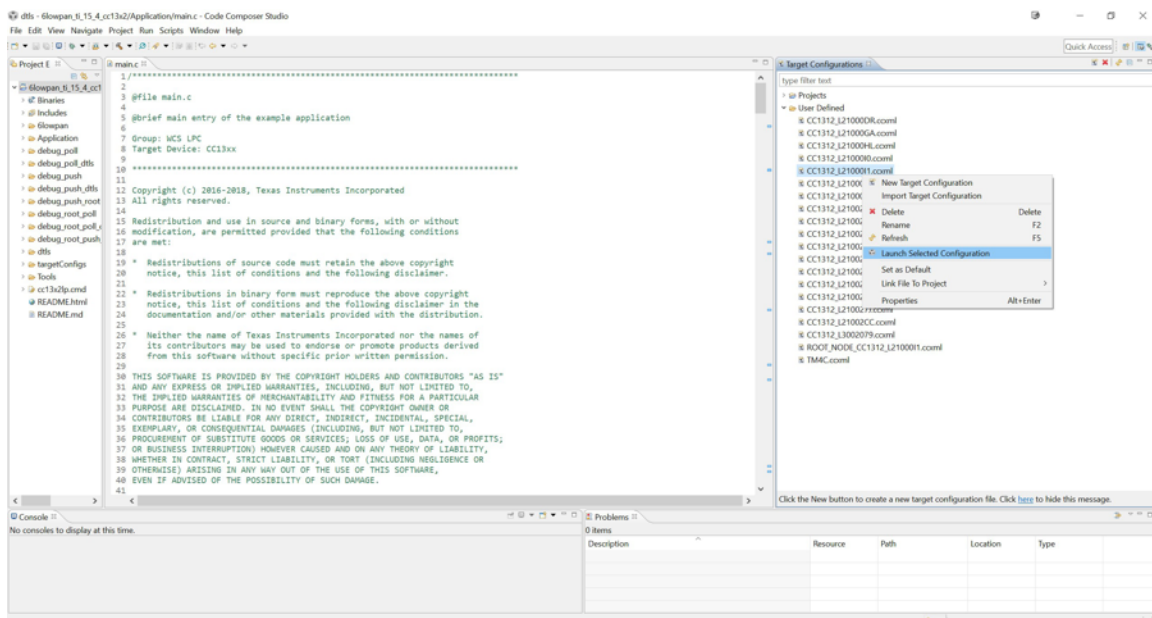 dtls - 6lowpan_ti_15_4_cc13x2/Application/main.c - Code Composer Studio
File Edit View Navigate Project Run Scripts Window Help
Quick Access
Project E
6lowpan_ti_15_4_cc1
Binaries
Includes
6lowpan
Application
debug_poll
debug_poll_dtls
debug_push
debug_push_dtls
debug_push_root
debug_root_poll
debug_root_poll_
debug_root_push
dtls
targetConfigs
Tools
cc13x2lp.cmd
README.html
README.md
main.c
1 /******************************************************************************
2
3 @file main.c
4
5 @brief main entry of the example application
6
7 Group: WCS LPC
8 Target Device: CC13xx
9
10 ******************************************************************************
11
12 Copyright (c) 2016-2018, Texas Instruments Incorporated
13 All rights reserved.
14
15 Redistribution and use in source and binary forms, with or without
16 modification, are permitted provided that the following conditions
17 are met:
18
19 * Redistributions of source code must retain the above copyright
20 notice, this list of conditions and the following disclaimer.
21
22 * Redistributions in binary form must reproduce the above copyright
23 notice, this list of conditions and the following disclaimer in the
24 documentation and/or other materials provided with the distribution.
25
26 * Neither the name of Texas Instruments Incorporated nor the names of
27 its contributors may be used to endorse or promote products derived
28 from this software without specific prior written permission.
29
30 THIS SOFTWARE IS PROVIDED BY THE COPYRIGHT HOLDERS AND CONTRIBUTORS "AS IS"
31 AND ANY EXPRESS OR IMPLIED WARRANTIES, INCLUDING, BUT NOT LIMITED TO,
32 THE IMPLIED WARRANTIES OF MERCHANTABILITY AND FITNESS FOR A PARTICULAR
33 PURPOSE ARE DISCLAIMED. IN NO EVENT SHALL THE COPYRIGHT OWNER OR
34 CONTRIBUTORS BE LIABLE FOR ANY DIRECT, INDIRECT, INCIDENTAL, SPECIAL,
35 EXEMPLARY, OR CONSEQUENTIAL DAMAGES (INCLUDING, BUT NOT LIMITED TO,
36 PROCUREMENT OF SUBSTITUTE GOODS OR SERVICES; LOSS OF USE, DATA, OR PROFITS;
37 OR BUSINESS INTERRUPTION) HOWEVER CAUSED AND ON ANY THEORY OF LIABILITY,
38 WHETHER IN CONTRACT, STRICT LIABILITY, OR TORT (INCLUDING NEGLIGENCE OR
39 OTHERWISE) ARISING IN ANY WAY OUT OF THE USE OF THIS SOFTWARE,
40 EVEN IF ADVISED OF THE POSSIBILITY OF SUCH DAMAGE.
41
Target Configurations
type filter text
Projects
User Defined
CC1312_L21000DR.ccxml
CC1312_L21000GA.ccxml
CC1312_L21000HL.ccxml
CC1312_L21000I0.ccxml
CC1312_L21000I1.ccxml
CC1312_L2100
CC1312_L2100
CC1312_L2100
CC1312_L2100
CC1312_L2100
CC1312_L2100
CC1312_L2100
CC1312_L2100
CC1312_L2100
CC1312_L2100
CC1312_L21002CC.ccxml
CC1312_L3002079.ccxml
ROOT_NODE_CC1312_L21000I1.ccxml
TM4C.ccxml
New Target Configuration
Import Target Configuration
Delete Delete
Rename F2
Refresh F5
Launch Selected Configuration
Set as Default
Link File To Project
Properties Alt+Enter
Click the New button to create a new target configuration file. Click here to hide this message.
Console
No consoles to display at this time.
Problems
0 items
Description Resource Path Location Type